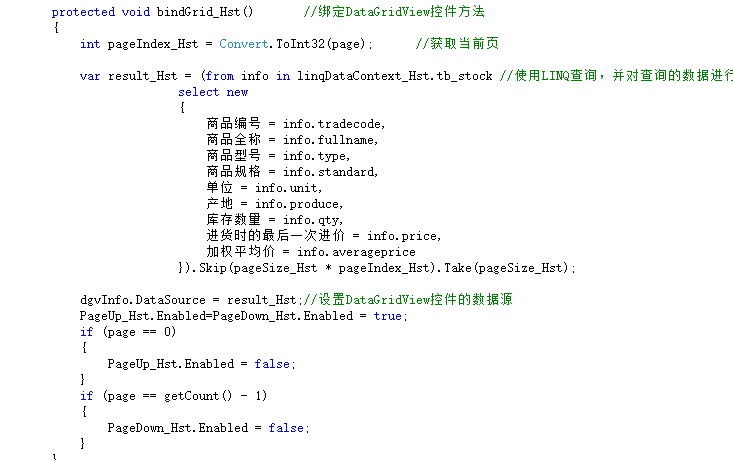 protected void bindGrid_Hst()       //绑定DataGridView控件方法
{
    int pageIndex_Hst = Convert.ToInt32(page);      //获取当前页
    var result_Hst = (from info in linqDataContext_Hst.tb_stock //使用LINQ查询，并对查询的数据进行
                  select new
                  {
                      商品编号 = info.tradecode,
                      商品全称 = info.fullname,
                      商品型号 = info.type,
                      商品规格 = info.standard,
                      单位 = info.unit,
                      产地 = info.produce,
                      库存数量 = info.qty,
                      进货时的最后一次进价 = info.price,
                      加权平均价 = info.averageprice
                  }).Skip(pageSize_Hst * pageIndex_Hst).Take(pageSize_Hst);
    dgvInfo.DataSource = result_Hst;//设置DataGridView控件的数据源
    PageUp_Hst.Enabled=PageDown_Hst.Enabled = true;
    if (page == 0)
    {
        PageUp_Hst.Enabled = false;
    }
    if (page == getCount() - 1)
    {
        PageDown_Hst.Enabled = false;
    }
}